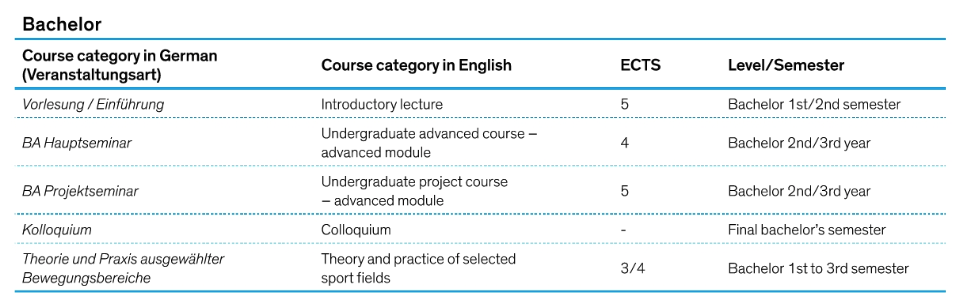 Bachelor
Course category in German (Veranstaltungsart) Course category in English ECTS Level/Semester
Vorlesung / Einführung Introductory lecture 5 Bachelor 1st/2nd semester
BA Hauptseminar Undergraduate advanced course – advanced module 4 Bachelor 2nd/3rd year
BA Projektseminar Undergraduate project course – advanced module 5 Bachelor 2nd/3rd year
Kolloquium Colloquium - Final bachelor's semester
Theorie und Praxis ausgewählter Bewegungsbereiche Theory and practice of selected sport fields 3/4 Bachelor 1st to 3rd semester